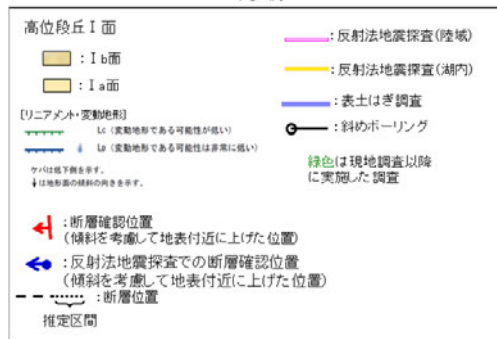 高位段丘Ⅰ面
：Ⅰb面
：Ⅰa面
[リニアメント・変動地形]
Lc (変動地形である可能性が低い)
Lp (変動地形である可能性は非常に低い)
ケバは低下側を示す。
↓は地形面の傾斜の向きを示す。
：反射法地震探査(陸域)
：反射法地震探査(湖内)
：表土はぎ調査
：斜めボーリング
緑色は現地調査以降
に実施した調査
：断層確認位置
(傾斜を考慮して地表付近に上げた位置)
：反射法地震探査での断層確認位置
(傾斜を考慮して地表付近に上げた位置)
：断層位置
推定区間